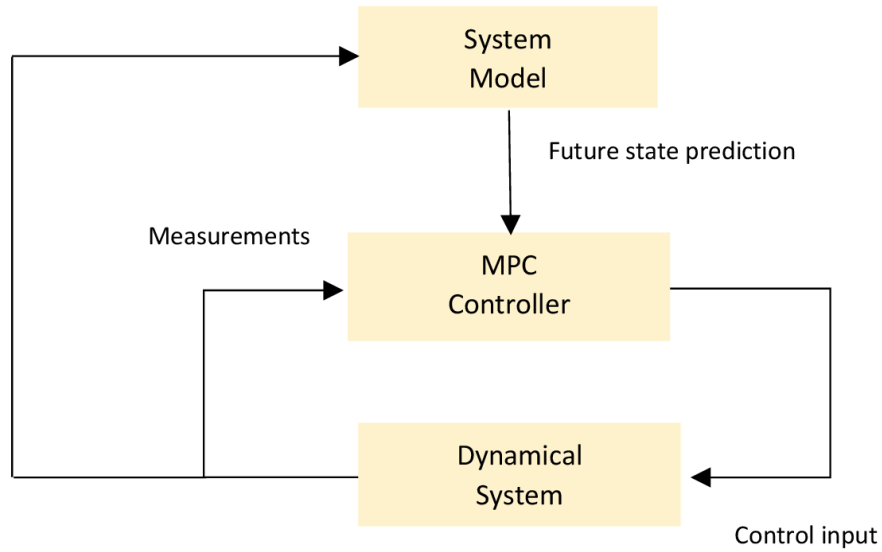 System
Model
Future state prediction
Measurements
MPC
Controller
Dynamical
System
Control input